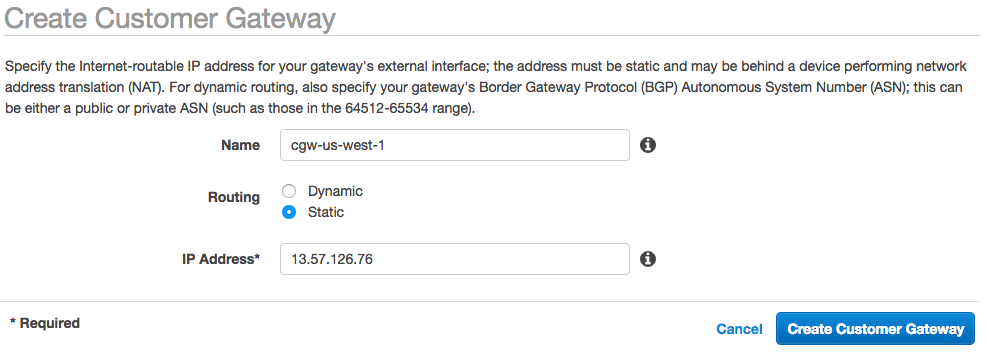 Create Customer Gateway
Specify the Internet-routable IP address for your gateway's external interface; the address must be static and may be behind a device performing network
address translation (NAT). For dynamic routing, also specify your gateway's Border Gateway Protocol (BGP) Autonomous System Number (ASN); this can
be either a public or private ASN (such as those in the 64512-65534 range).
Name cgw-us-west-1
Routing Dynamic
Static
IP Address* 13.57.126.76
* Required Cancel Create Customer Gateway